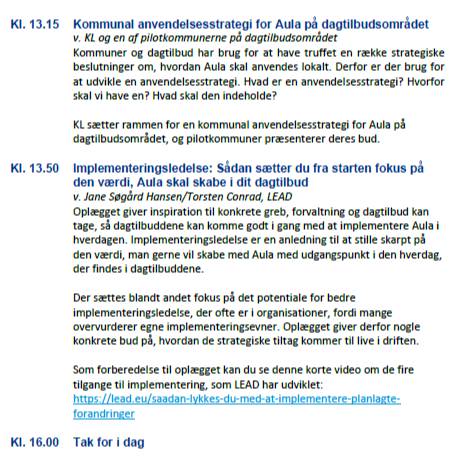 Kl. 13.15 Kommunal anvendelsesstrategi for Aula på dagtilbudsområdet
v. KL og en af pilotkommunerne på dagtilbudsområdet
Kommuner og dagtilbud har brug for at have truffet en række strategiske
beslutninger om, hvordan Aula skal anvendes lokalt. Derfor er der brug for
at udvikle en anvendelsesstrategi. Hvad er en anvendelsesstrategi? Hvorfor
skal vi have en? Hvad skal den indeholde?
KL sætter rammen for en kommunal anvendelsesstrategi for Aula på
dagtilbudsområdet, og pilotkommuner præsenterer deres bud.
Kl. 13.50 Implementeringsledelse: Sådan sætter du fra starten fokus på
den værdi, Aula skal skabe i dit dagtilbud
v. Jane Søgård Hansen/Torsten Conrad, LEAD
Oplægget giver inspiration til konkrete greb, forvaltning og dagtilbud kan
tage, så dagtilbuddene kan komme godt i gang med at implementere Aula i
hverdagen. Implementeringsledelse er en anledning til at stille skarpt på
den værdi, man gerne vil skabe med Aula med udgangspunkt i den hverdag,
der findes i dagtilbuddene.
Der sættes blandt andet fokus på det potentiale for bedre
implementeringsledelse, der ofte er i organisationer, fordi mange
overvurderer egne implementeringsevner. Oplægget giver derfor nogle
konkrete bud på, hvordan de strategiske tiltag kommer til live i driften.
Som forberedelse til oplægget kan du se denne korte video om de fire
tilgange til implementering, som LEAD har udviklet:
https://lead.eu/saadan-lykkes-du-med-at-implementere-planlagte-
forandringer
Kl. 16.00 Tak for i dag